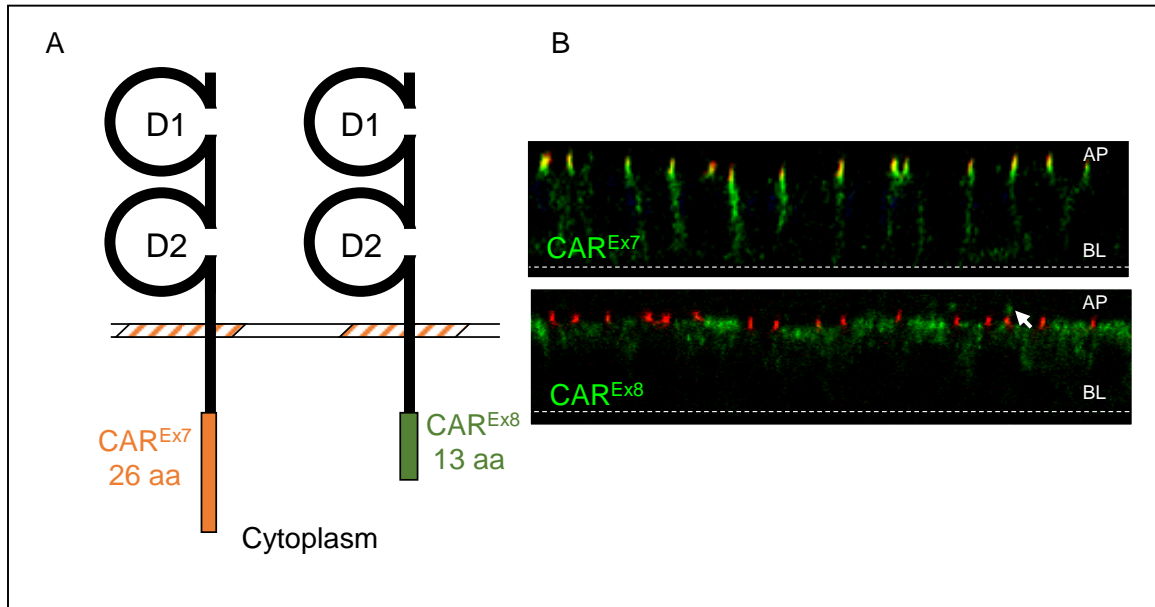 A
D1
D1
D2
D2
CAR^Ex7
26 aa
CAR^Ex8
13 aa
Cytoplasm
B
AP
CAR^Ex7
BL
AP
CAR^Ex8
BL